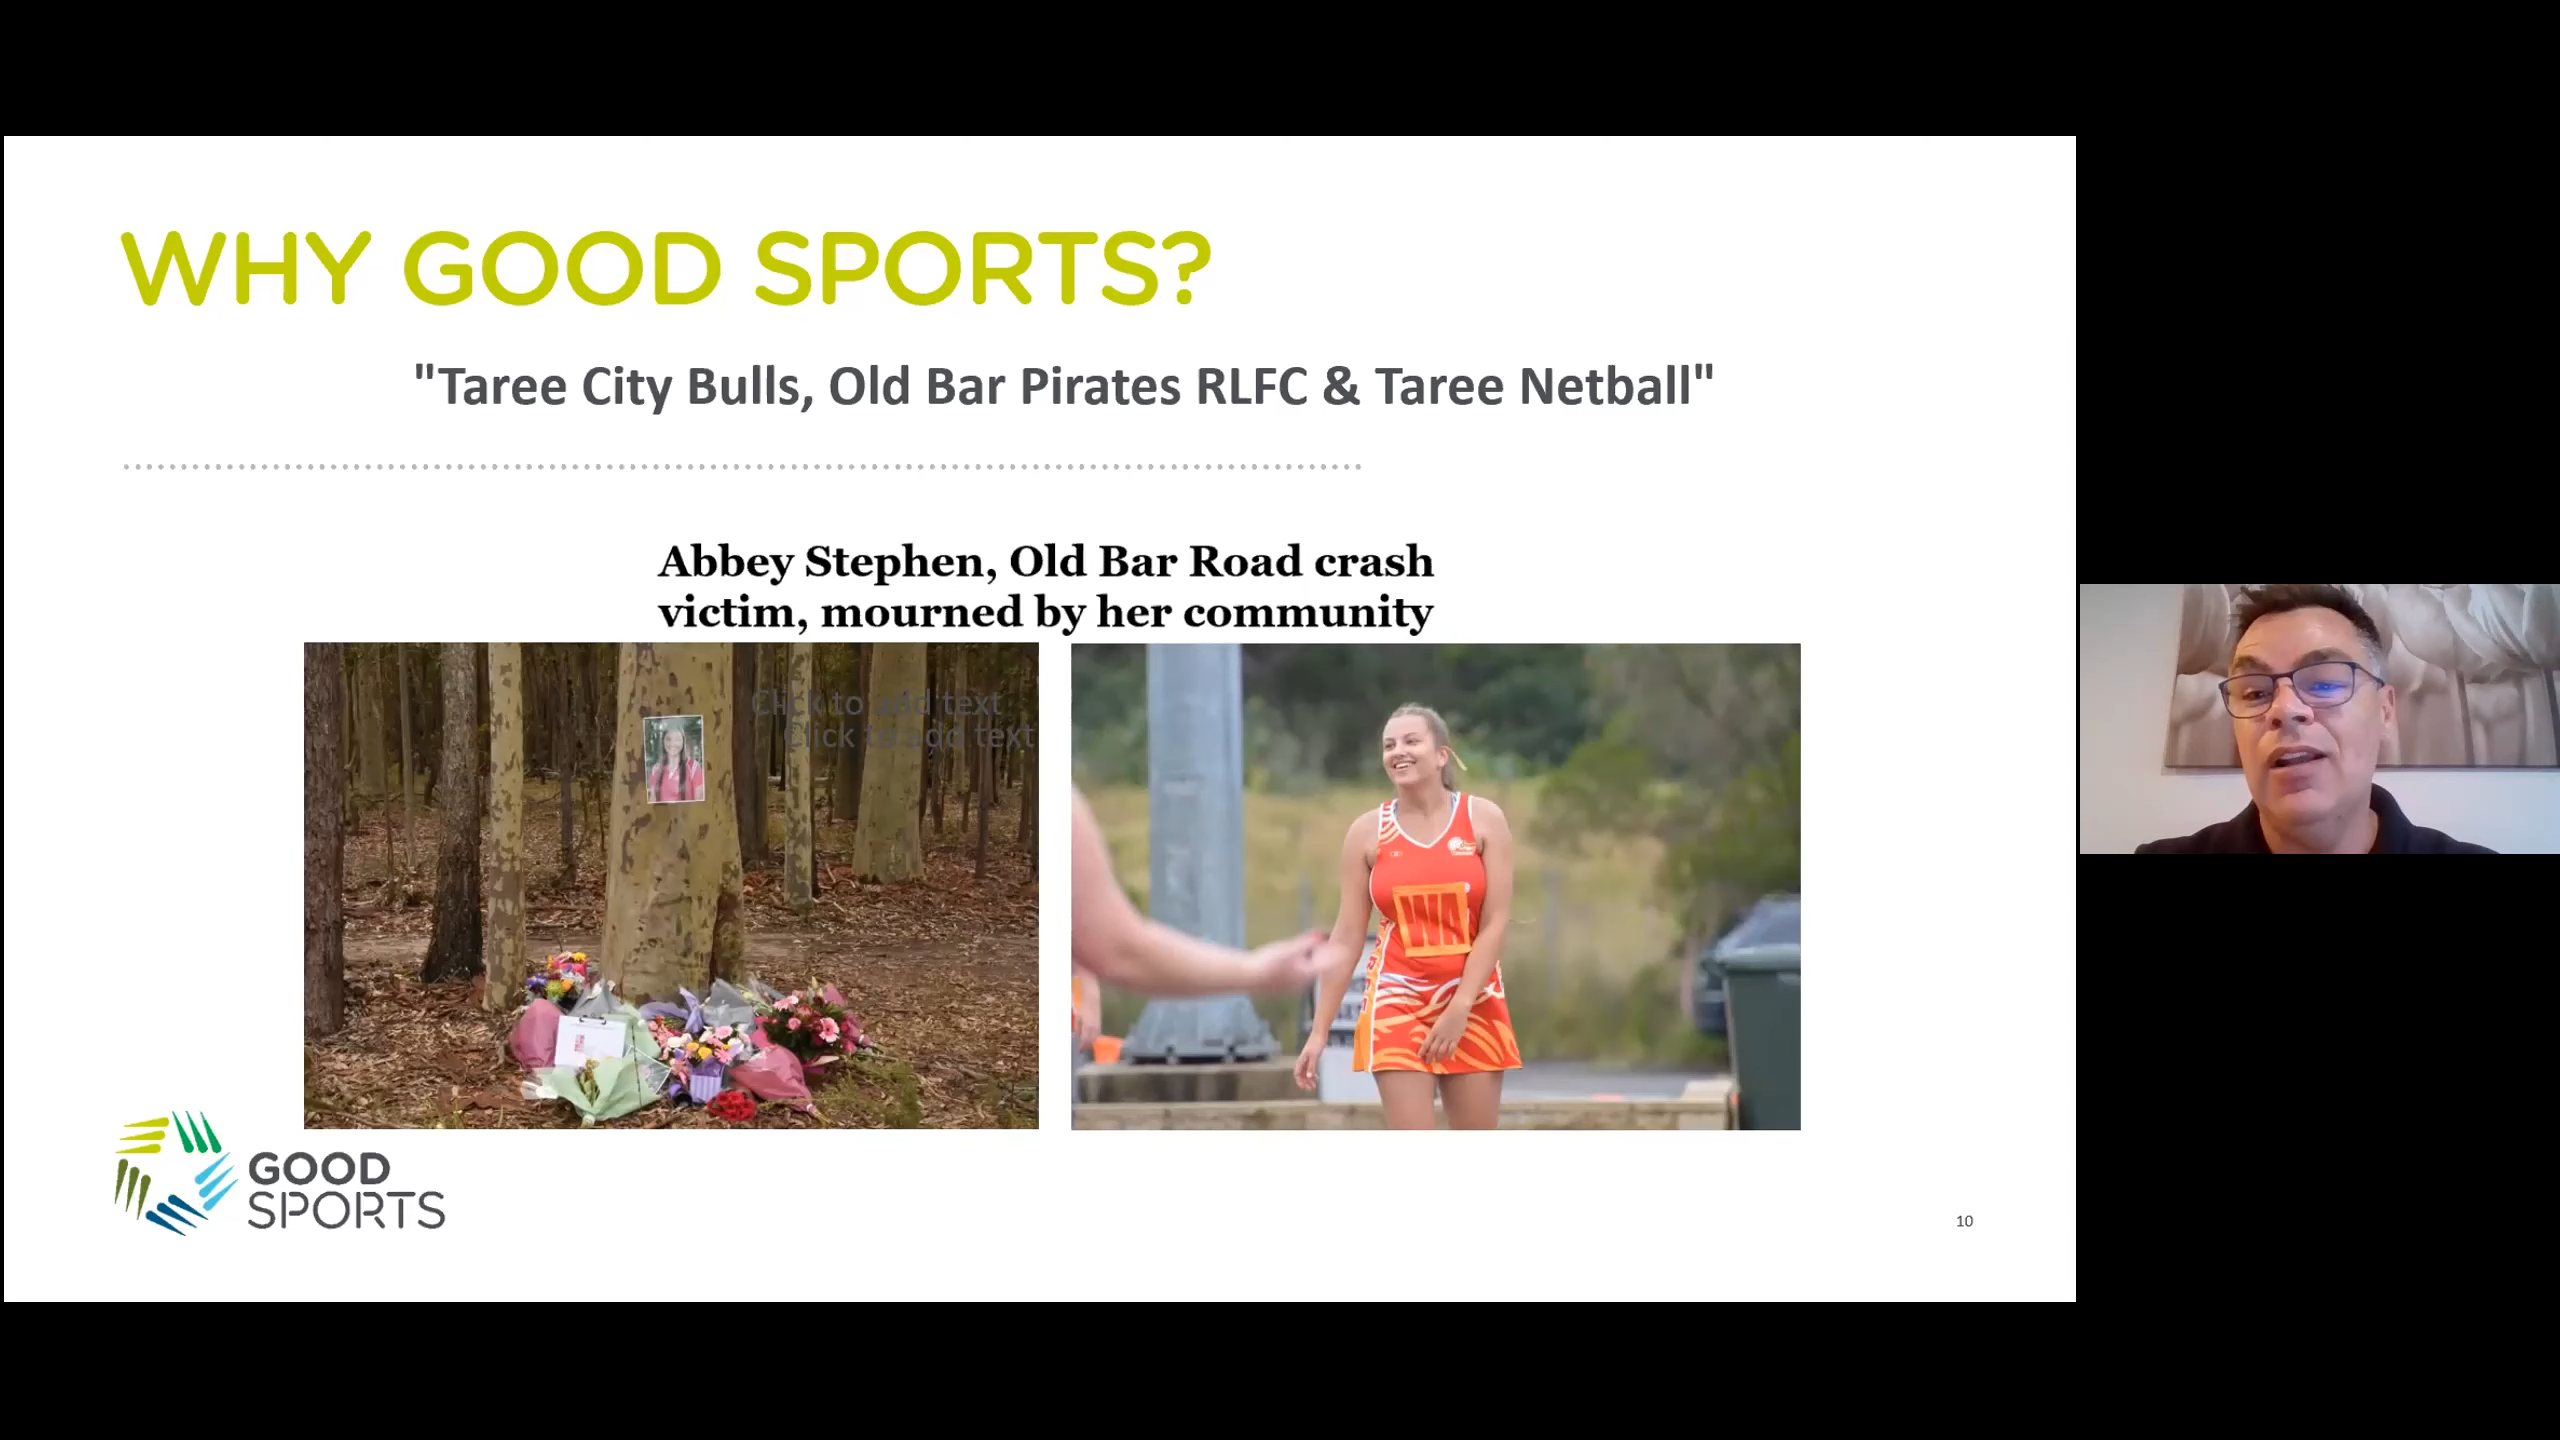 WHY GOOD SPORTS?
"Taree City Bulls, Old Bar Pirates RLFC & Taree Netball"
Abbey Stephen, Old Bar Road crash
victim, mourned by her community
Click to add text
Click to add text
WA
GOOD
SPORTS
10